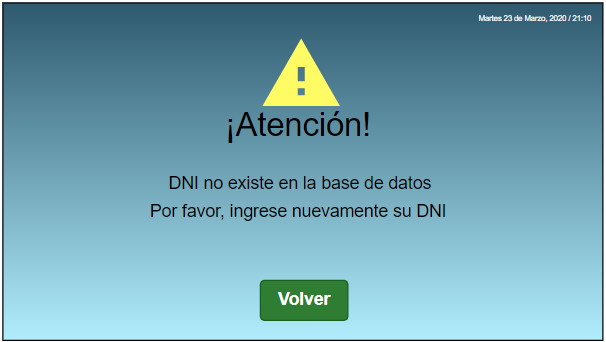 Martes 23 de Marzo, 2020 / 21:10
¡Atención!
DNI no existe en la base de datos
Por favor, ingrese nuevamente su DNI
Volver